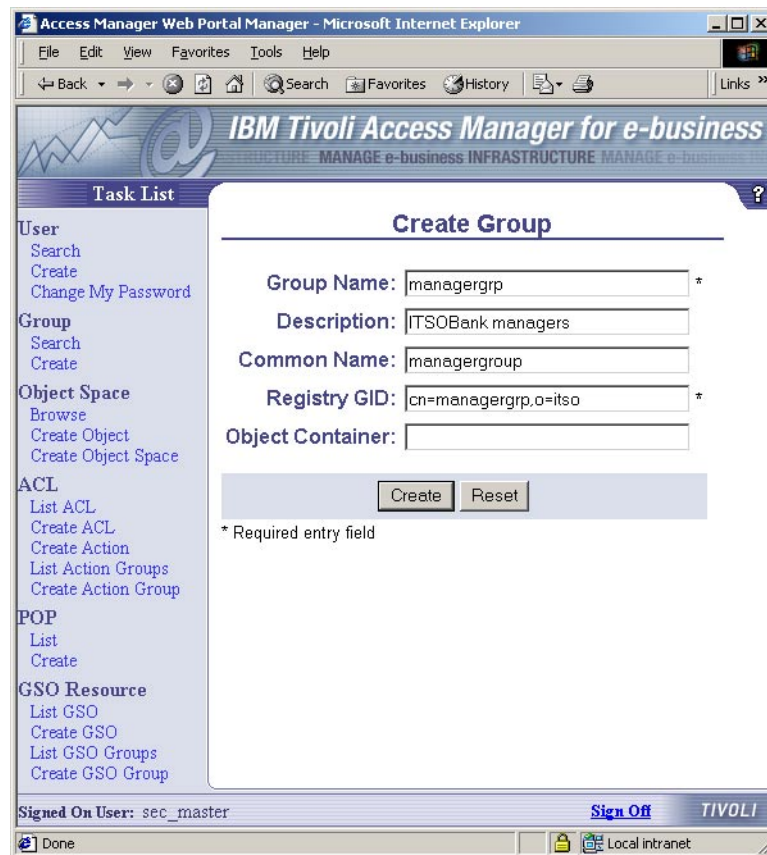 Access Manager Web Portal Manager - Microsoft Internet Explorer
File Edit View Favorites Tools Help
Back Search Favorites History Links »
IBM Tivoli Access Manager for e-business
STRUCTURE MANAGE e-business INFRASTRUCTURE MANAGE e-business
Task List
?
User
Search
Create
Change My Password
Group
Search
Create
Object Space
Browse
Create Object
Create Object Space
ACL
List ACL
Create ACL
Create Action
List Action Groups
Create Action Group
POP
List
Create
GSO Resource
List GSO
Create GSO
List GSO Groups
Create GSO Group
Create Group
Group Name: managergrp *
Description: ITSOBank managers
Common Name: managergroup
Registry GID: cn=managergrp,o=itso *
Object Container:
Create Reset
* Required entry field
Signed On User: sec_master Sign Off TIVOLI
Done Local intranet